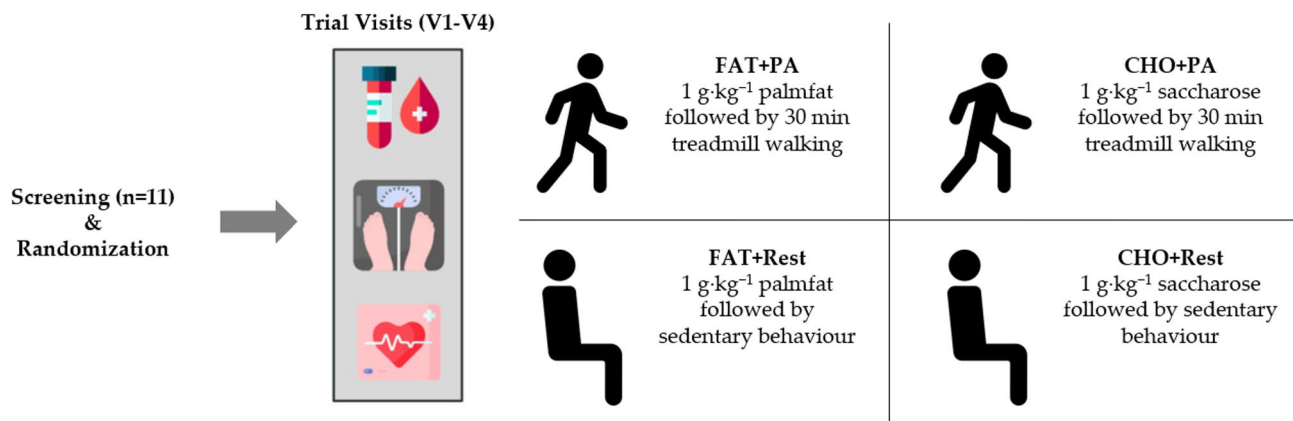 Trial Visits (V1-V4)
Screening (n=11)
&
Randomization
FAT+PA
1 g·kg⁻¹ palmfat
followed by 30 min
treadmill walking
CHO+PA
1 g·kg⁻¹ saccharose
followed by 30 min
treadmill walking
FAT+Rest
1 g·kg⁻¹ palmfat
followed by
sedentary behaviour
CHO+Rest
1 g·kg⁻¹ saccharose
followed by sedentary
behaviour